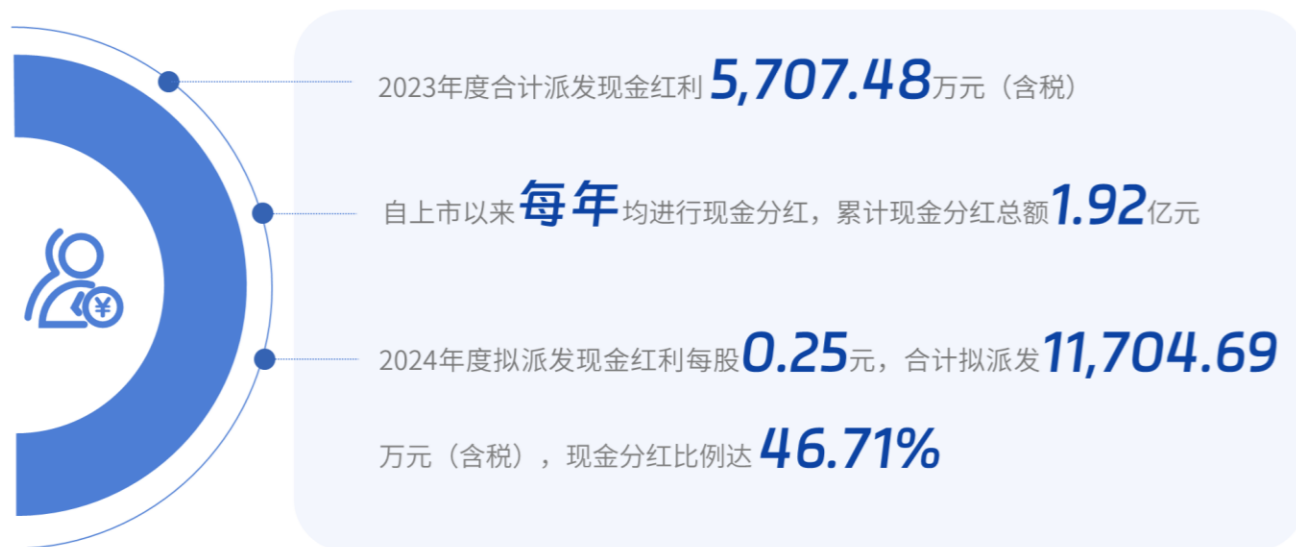 2023年度合计派发现金红利5,707.48万元（含税）
自上市以来每年均进行现金分红，累计现金分红总额1.92亿元
2024年度拟派发现金红利每股0.25元，合计拟派发11,704.69
万元（含税），现金分红比例达46.71%